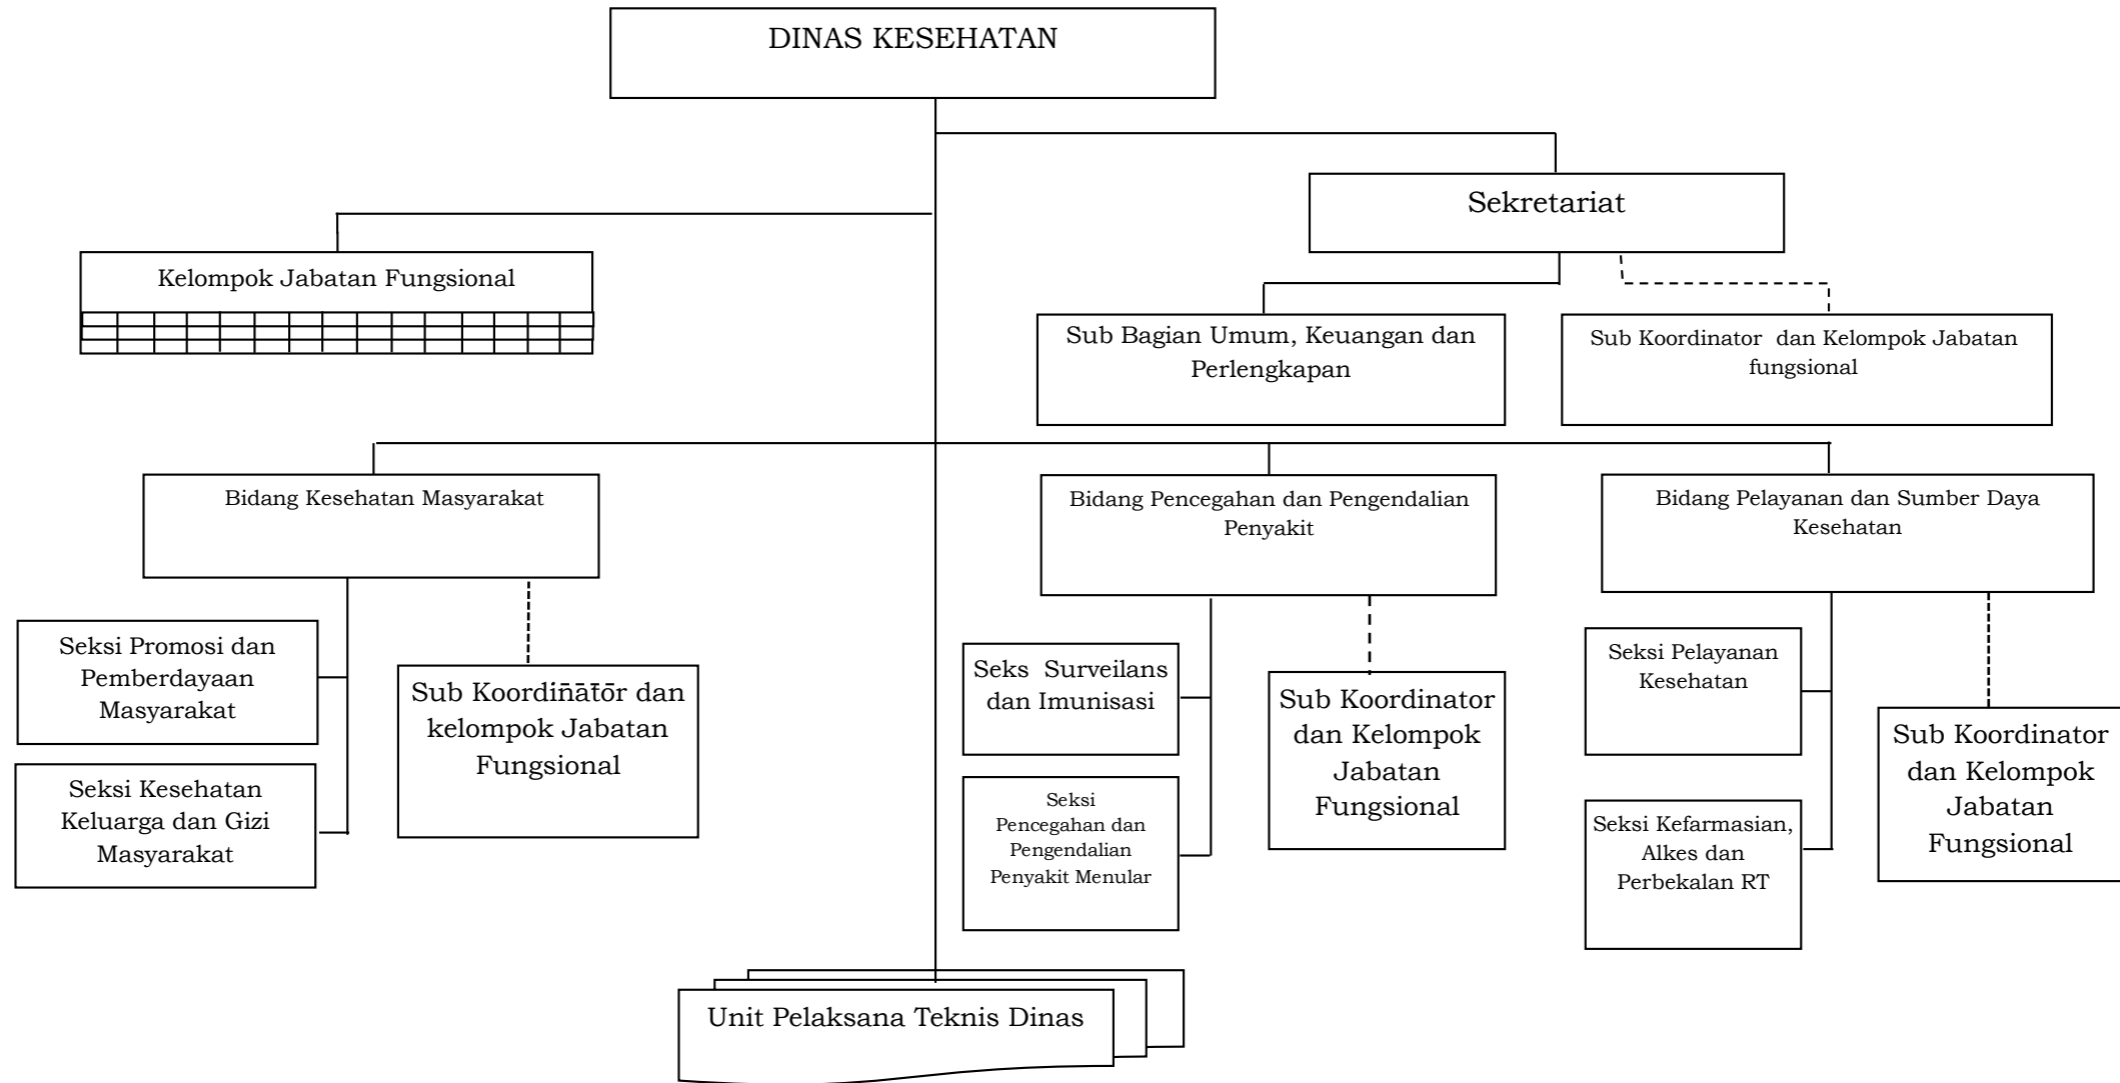 DINAS KESEHATAN
Sekretariat
Kelompok Jabatan Fungsional
Sub Bagian Umum, Keuangan dan
Perlengkapan
Sub Koordinator dan Kelompok Jabatan
fungsional
Bidang Kesehatan Masyarakat
Bidang Pencegahan dan Pengendalian
Penyakit
Bidang Pelayanan dan Sumber Daya
Kesehatan
Seksi Promosi dan
Pemberdayaan
Masyarakat
Sub Koordinator dan
kelompok Jabatan
Fungsional
Seksi Kesehatan
Keluarga dan Gizi
Masyarakat
Seks Surveilans
dan Imunisasi
Seksi
Pencegahan dan
Pengendalian
Penyakit Menular
Sub Koordinator
dan Kelompok
Jabatan
Fungsional
Seksi Pelayanan
Kesehatan
Seksi Kefarmasian,
Alkes dan
Perbekalan RT
Sub Koordinator
dan Kelompok
Jabatan
Fungsional
Unit Pelaksana Teknis Dinas